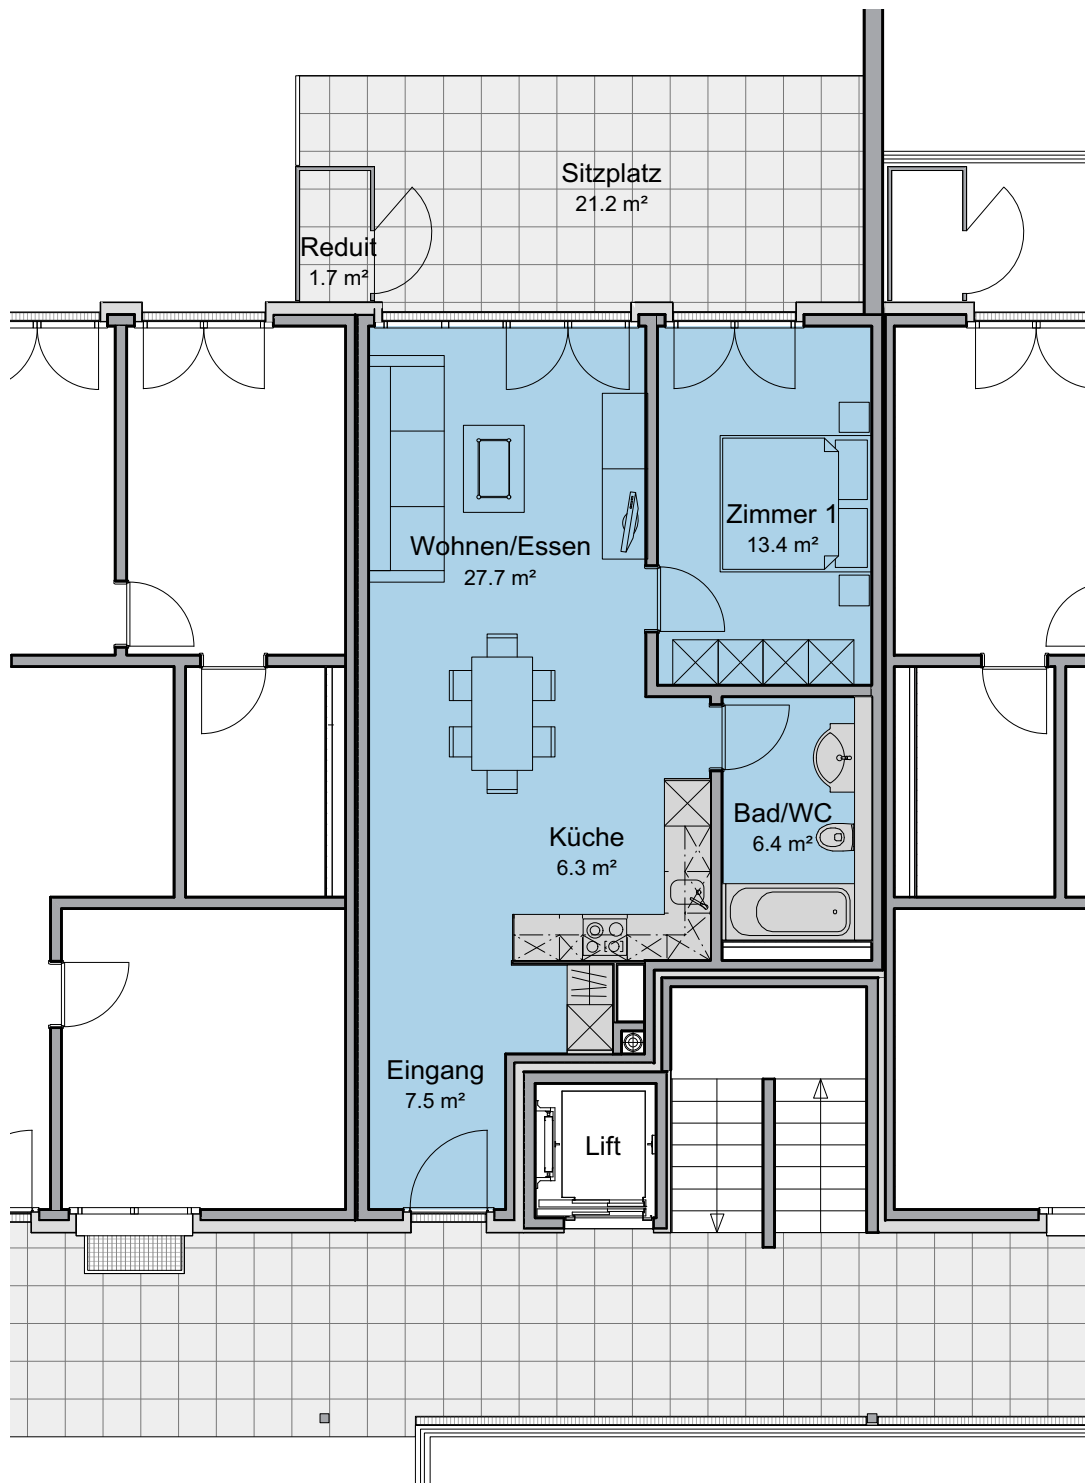 Sitzplatz
21.2 m²
Reduit
1.7 m²
Zimmer 1
13.4 m²
Wohnen/Essen
27.7 m²
Bad/WC
6.4 m²
Küche
6.3 m²
Eingang
7.5 m²
Lift